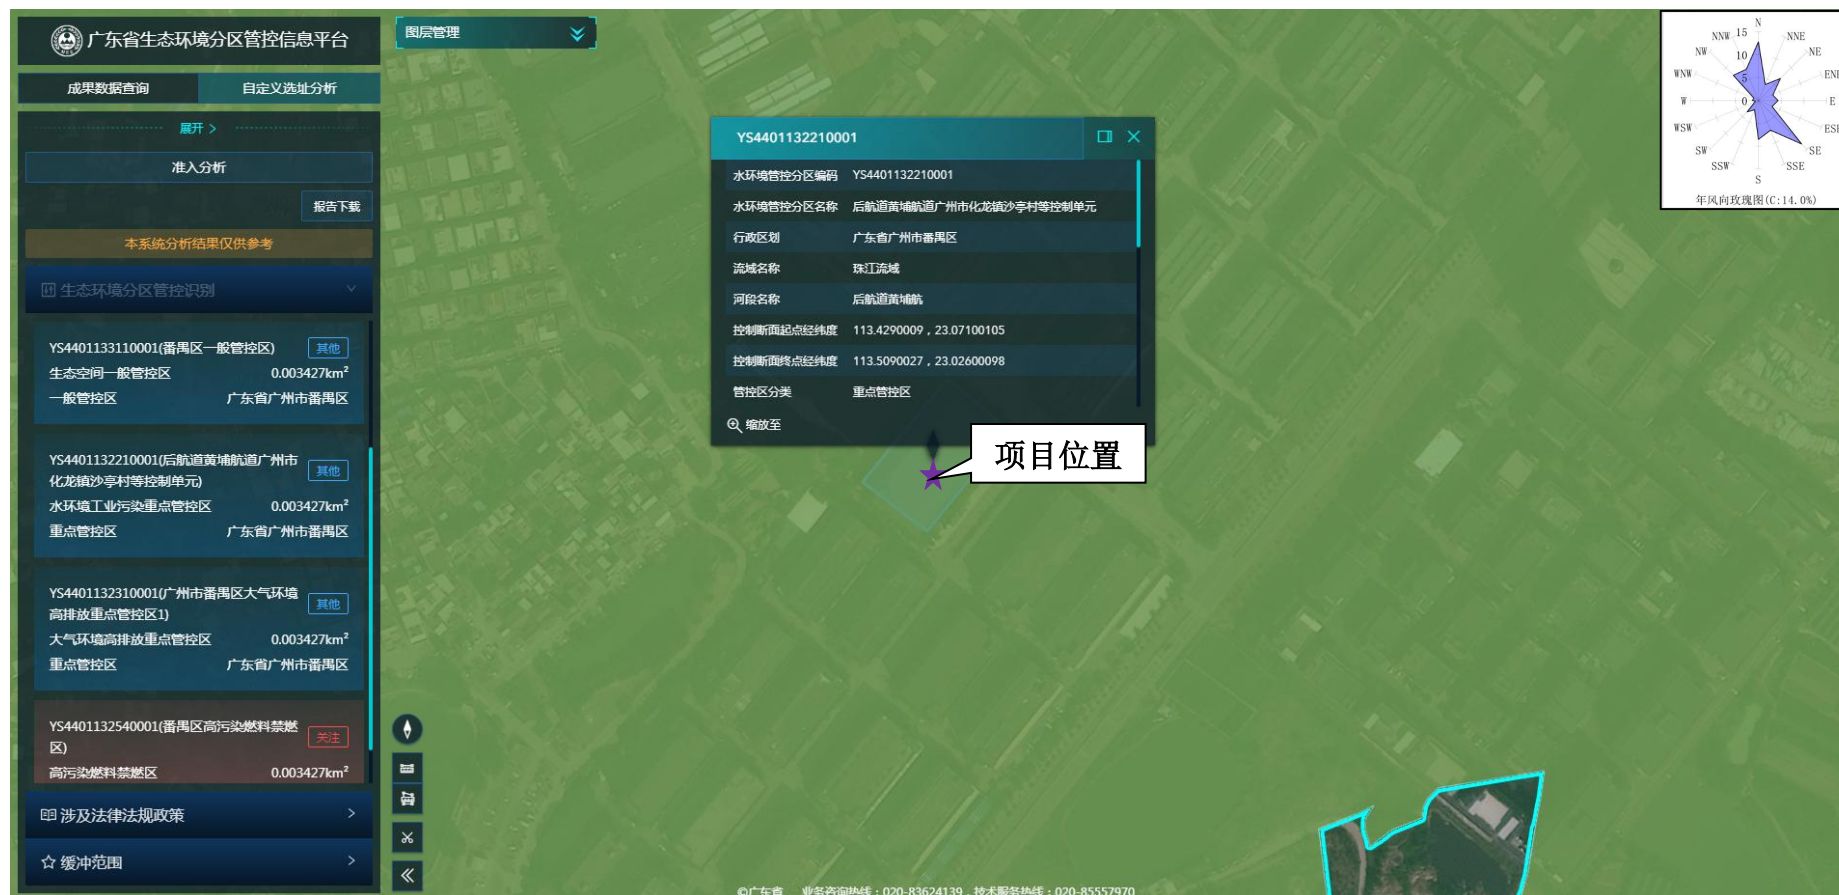 广东省生态环境分区管控信息平台
成果数据查询
自定义选址分析
展开 >
准入分析
报告下载
本系统分析结果仅供参考
生态环境分区管控识别
YS4401133110001(番禺区一般管控区)
其他
生态空间一般管控区 0.003427km²
一般管控区 广东省广州市番禺区
YS4401132210001(后航道黄埔航道广州市
化龙镇沙亭村等控制单元)
其他
水环境工业污染重点管控区 0.003427km²
重点管控区 广东省广州市番禺区
YS4401132310001(广州市番禺区大气环境
高排放重点管控区1)
其他
大气环境高排放重点管控区 0.003427km²
重点管控区 广东省广州市番禺区
YS4401132540001(番禺区高污染燃料禁燃
区)
关注
高污染燃料禁燃区 0.003427km²
涉及法律法规政策
缓冲范围
图层管理
YS4401132210001
水环境管控分区编码 YS4401132210001
水环境管控分区名称 后航道黄埔航道广州市化龙镇沙亭村等控制单元
行政区划 广东省广州市番禺区
流域名称 珠江流域
河段名称 后航道黄埔航
控制断面起点经纬度 113.4290009 , 23.07100105
控制断面终点经纬度 113.5090027 , 23.02600098
管控区分类 重点管控区
缩放至
项目位置
N
NNW 15 NNE
NW 10 NE
WNW 5 ENE
W 0 E
WSW ESE
SW SE
SSW SSE
S
年风向玫瑰图(C:14.0%)
©广东省 业务咨询热线：020-83624139，技术服务热线：020-85557970